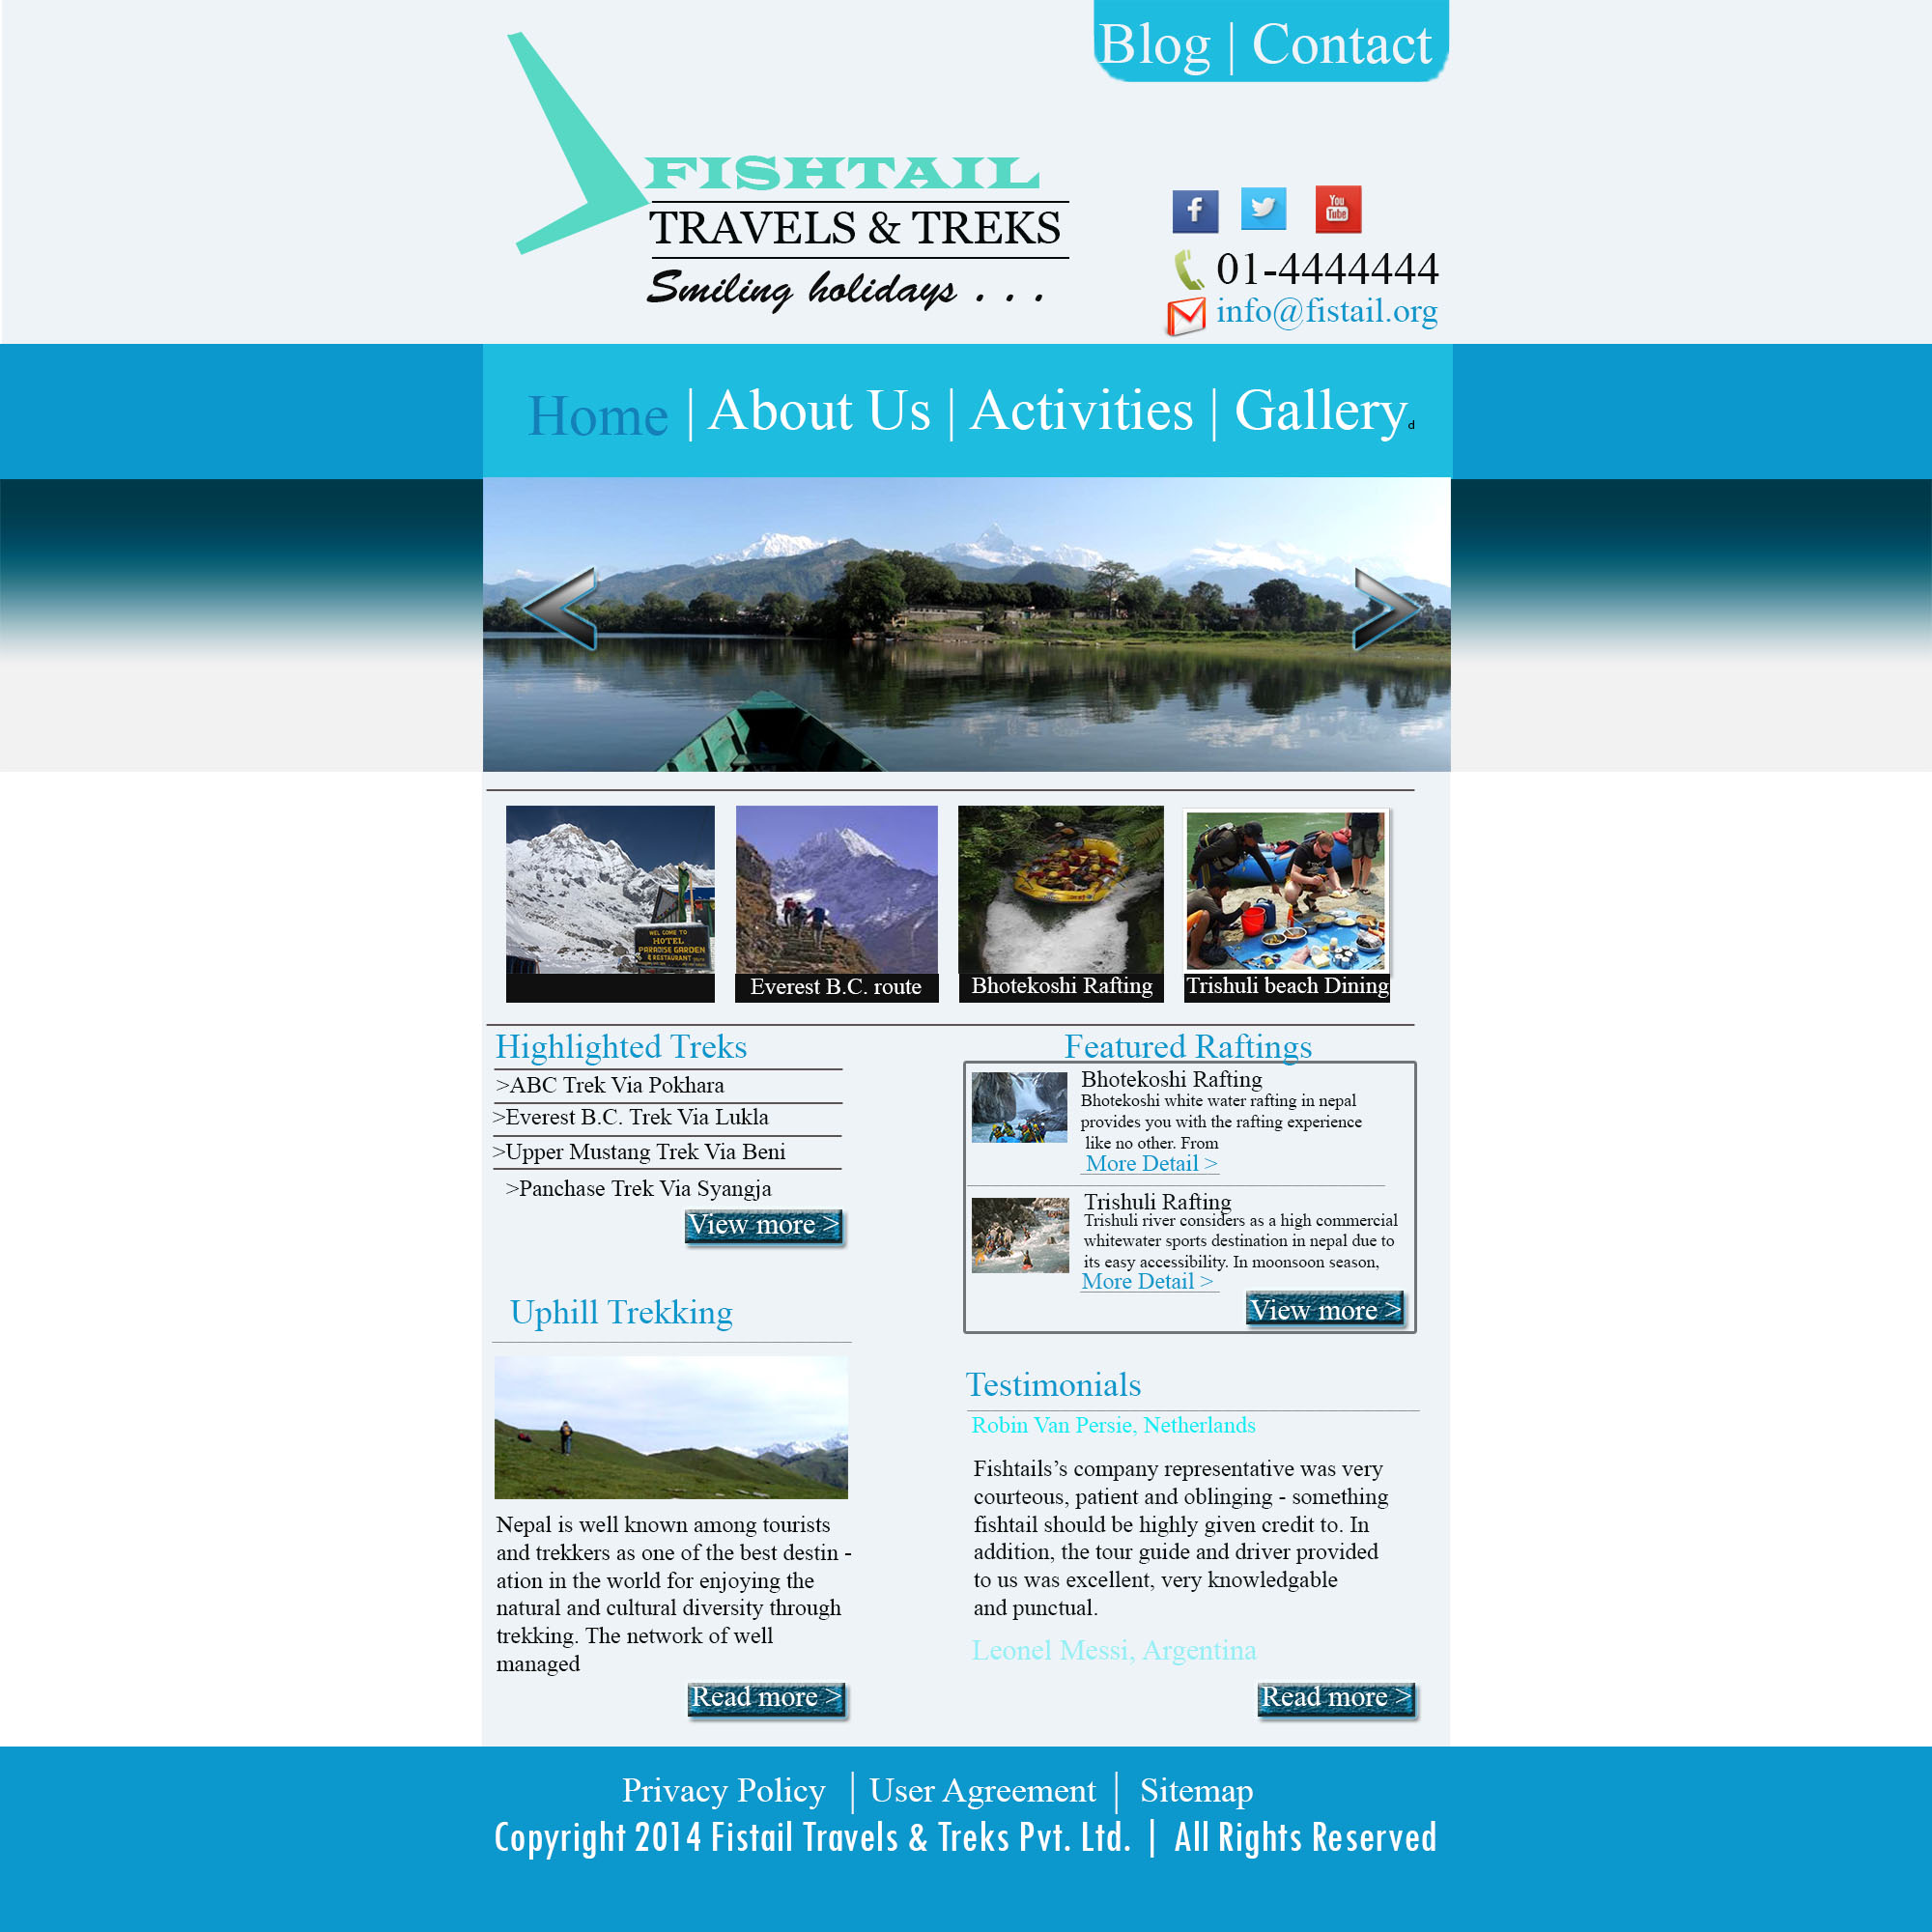 Blog | Contact
FISHTAIL
TRAVELS & TREKS
Smiling holidays . . .
f
You
Tube
01-4444444
info@fistail.org
Home | About Us | Activities | Gallery d
WEL COME TO
HOTEL
PARADISE GARDEN
& RESTAURANT
Everest B.C. route
Bhotekoshi Rafting
Trishuli beach Dining
Highlighted Treks
>ABC Trek Via Pokhara
>Everest B.C. Trek Via Lukla
>Upper Mustang Trek Via Beni
>Panchase Trek Via Syangja
View more >
Featured Raftings
Bhotekoshi Rafting
Bhotekoshi white water rafting in nepal
provides you with the rafting experience
like no other. From
More Detail >
Trishuli Rafting
Trishuli river considers as a high commercial
whitewater sports destination in nepal due to
its easy accessibility. In moonsoon season,
More Detail >
View more >
Uphill Trekking
Nepal is well known among tourists
and trekkers as one of the best destin -
ation in the world for enjoying the
natural and cultural diversity through
trekking. The network of well
managed
Read more >
Testimonials
Robin Van Persie, Netherlands
Fishtails’s company representative was very
courteous, patient and oblinging - something
fishtail should be highly given credit to. In
addition, the tour guide and driver provided
to us was excellent, very knowledgable
and punctual.
Leonel Messi, Argentina
Read more >
Privacy Policy | User Agreement | Sitemap
Copyright 2014 Fistail Travels & Treks Pvt. Ltd. | All Rights Reserved